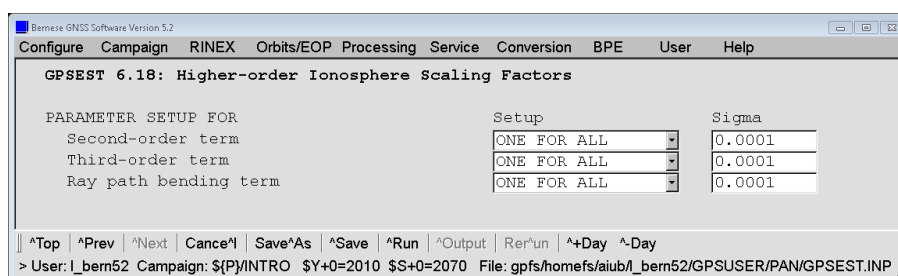 Bernese GNSS Software Version 5.2
Configure Campaign RINEX Orbits/EOP Processing Service Conversion BPE User Help
GPSEST 6.18: Higher-order Ionosphere Scaling Factors
PARAMETER SETUP FOR Setup Sigma
Second-order term ONE FOR ALL 0.0001
Third-order term ONE FOR ALL 0.0001
Ray path bending term ONE FOR ALL 0.0001
^Top ^Prev ^Next Cance^l Save^As ^Save ^Run ^Output Rer^un ^+Day ^-Day
> User: l_bern52 Campaign: ${P}/INTRO $Y+0=2010 $S+0=2070 File: gpfs/homefs/aiub/l_bern52/GPSUSER/PAN/GPSEST.INP